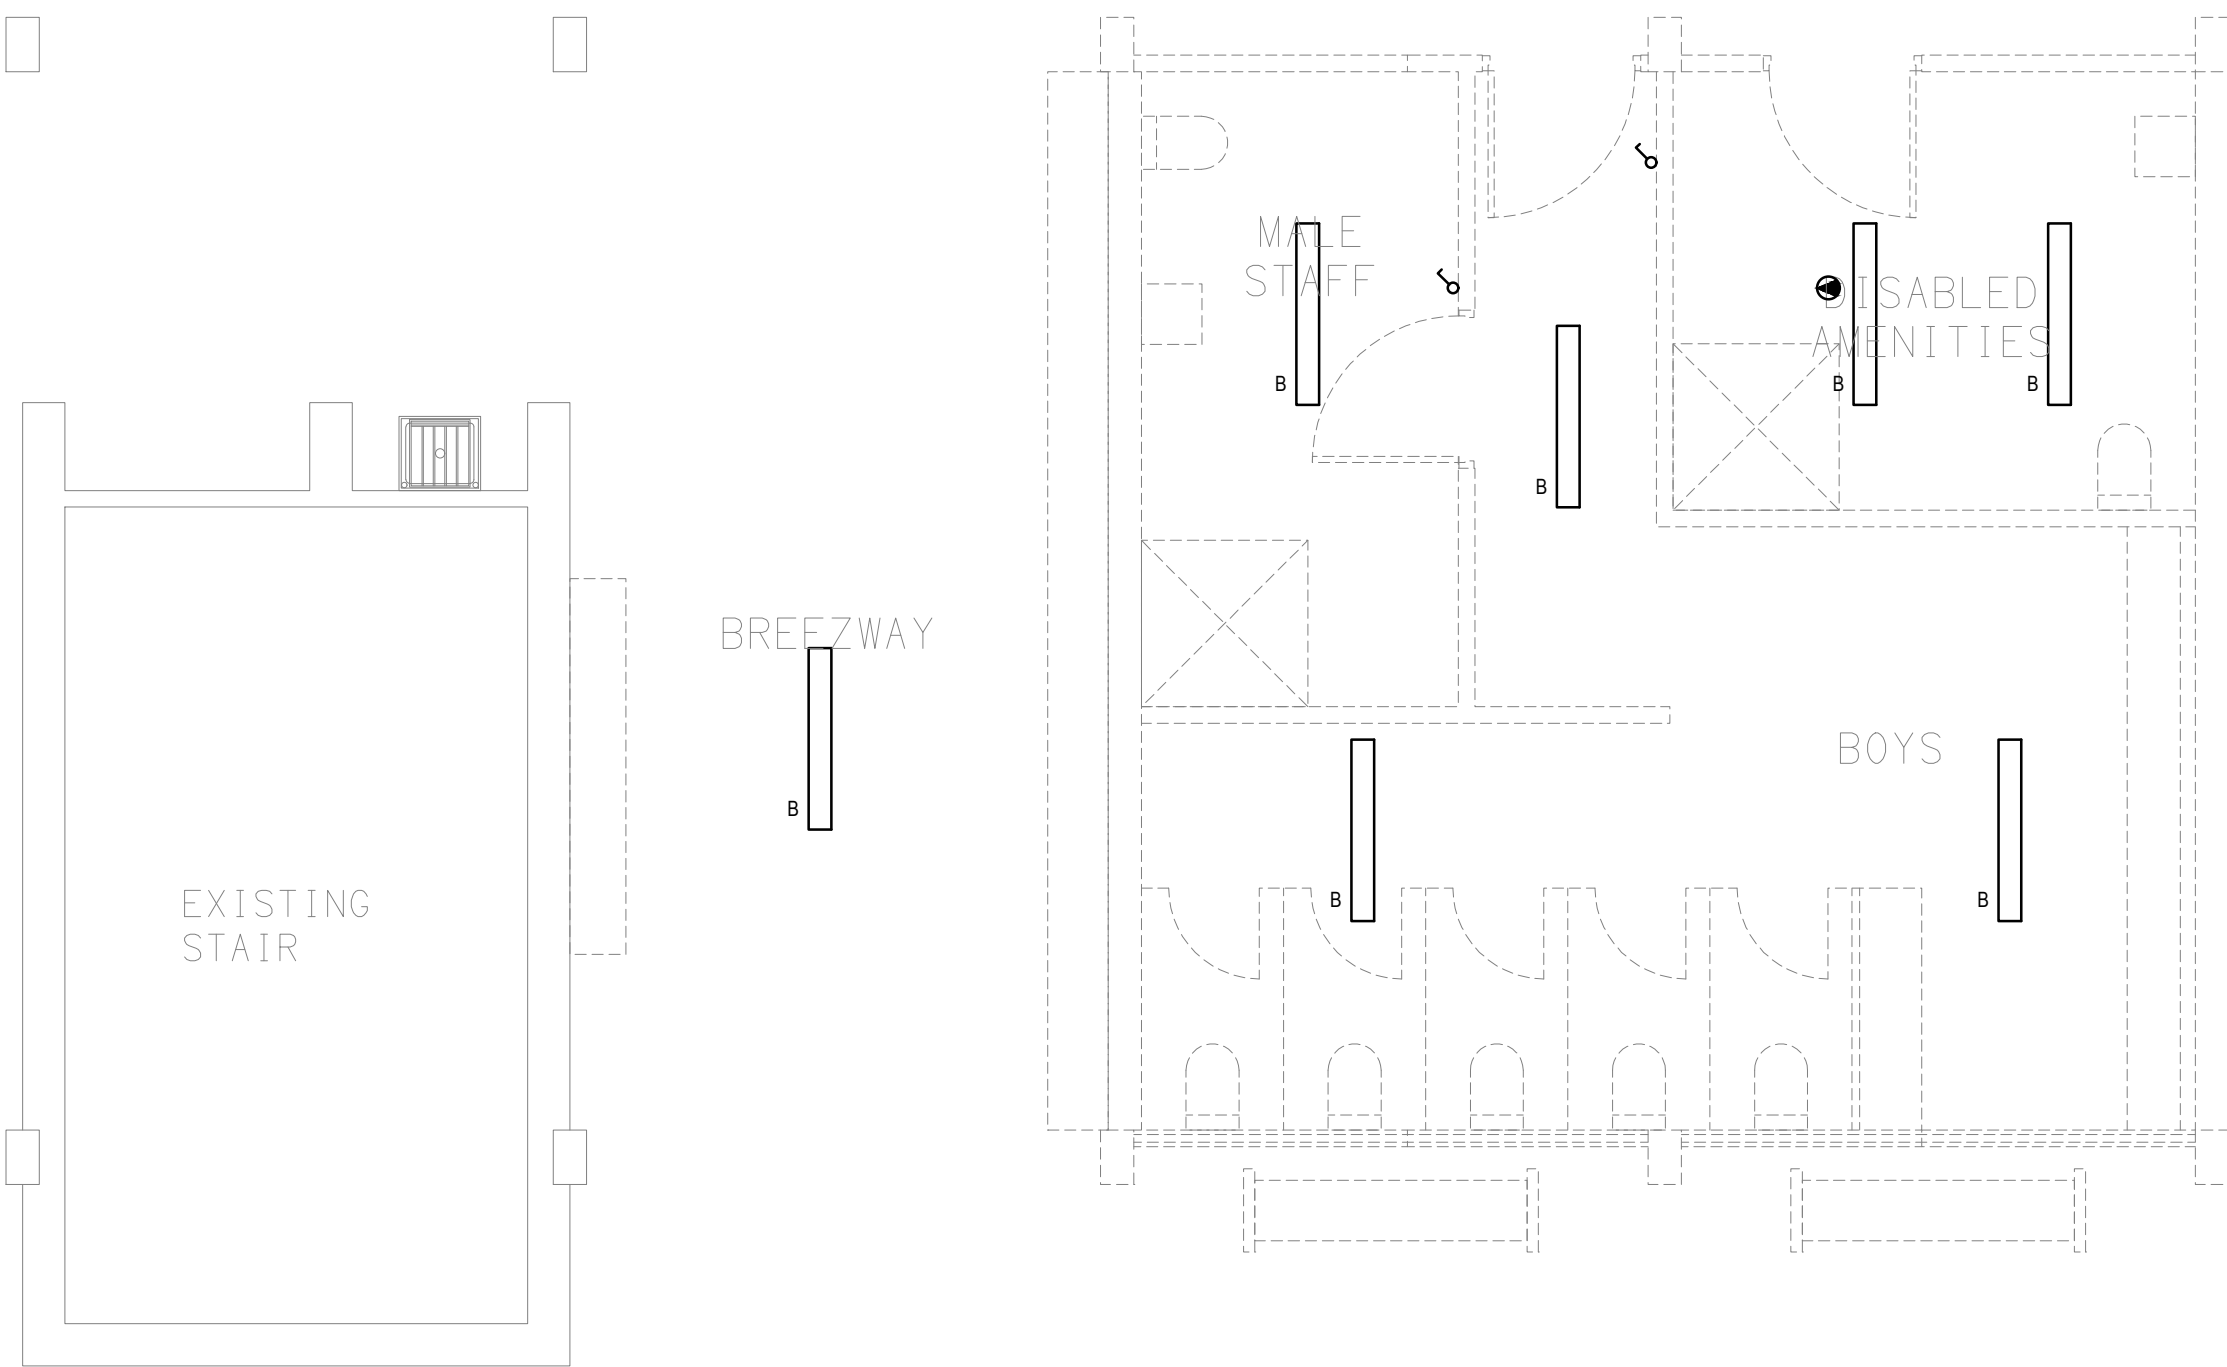 MALE
STAFF
DISABLED
AMENITIES
B
B
B
B
BREEZWAY
BOYS
B
EXISTING
STAIR
B
B